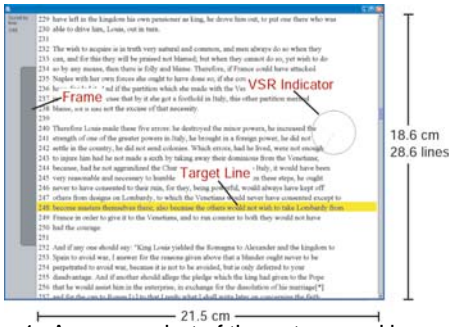 229 have left in the kingdom his own pensioner as king, he drove him out, to put one there who was
230 able to drive him, Louis, out in turn.
231
232 The wish to acquire is in truth very natural and common, and men always do so when they
233 can, and for this they will be praised not blamed; but when they cannot do so, yet wish to do
234 so by any means, then there is folly and blame. Therefore, if France could have attacked
235 Naples with her own forces she ought to have done so; if she
VSR Indicator
And if the partition which she made with the
Frame
use that by it she got a foothold in Italy, this other partition
238 blame, for it had not the excuse of that necessity.
239
240 Therefore Louis made these five errors: he destroyed the minor powers, he increased the
241 strength of one of the greater powers in Italy, he brought in a foreign power, he did not
242 settle in the country, he did not send colonies. Which errors, had he lived, were not enough
243 to injure him had he not made a sixth by taking away their dominions from the Venetians;
244 because, had he not aggrandized the Italy, it would have been
245 very reasonable and necessary to humble these steps, he ought
Target Line
246 never to have consented to their ruin, for they, being powerful, would always have kept off
247 others from designs on Lombardy, to which the Venetians would never have consented except to
248 become masters themselves there; also because the others would not wish to take Lombardy from
249 France in order to give it to the Venetians, and to run counter to both they would not have
250 had the courage.
251
252 And if any one should say: "King Louis yielded the Romagna to Alexander and the kingdom to
253 Spain to avoid war, I answer for the reasons given above that a blunder ought never to be
254 perpetrated to avoid war, because it is not to be avoided, but is only deferred to your
255 disadvantage. And if another should allege the pledge which the king had given to the Pope
256 that he would assist him in the enterprise, in exchange for the dissolution of his marriage[*]
18.6 cm
28.6 lines
21.5 cm